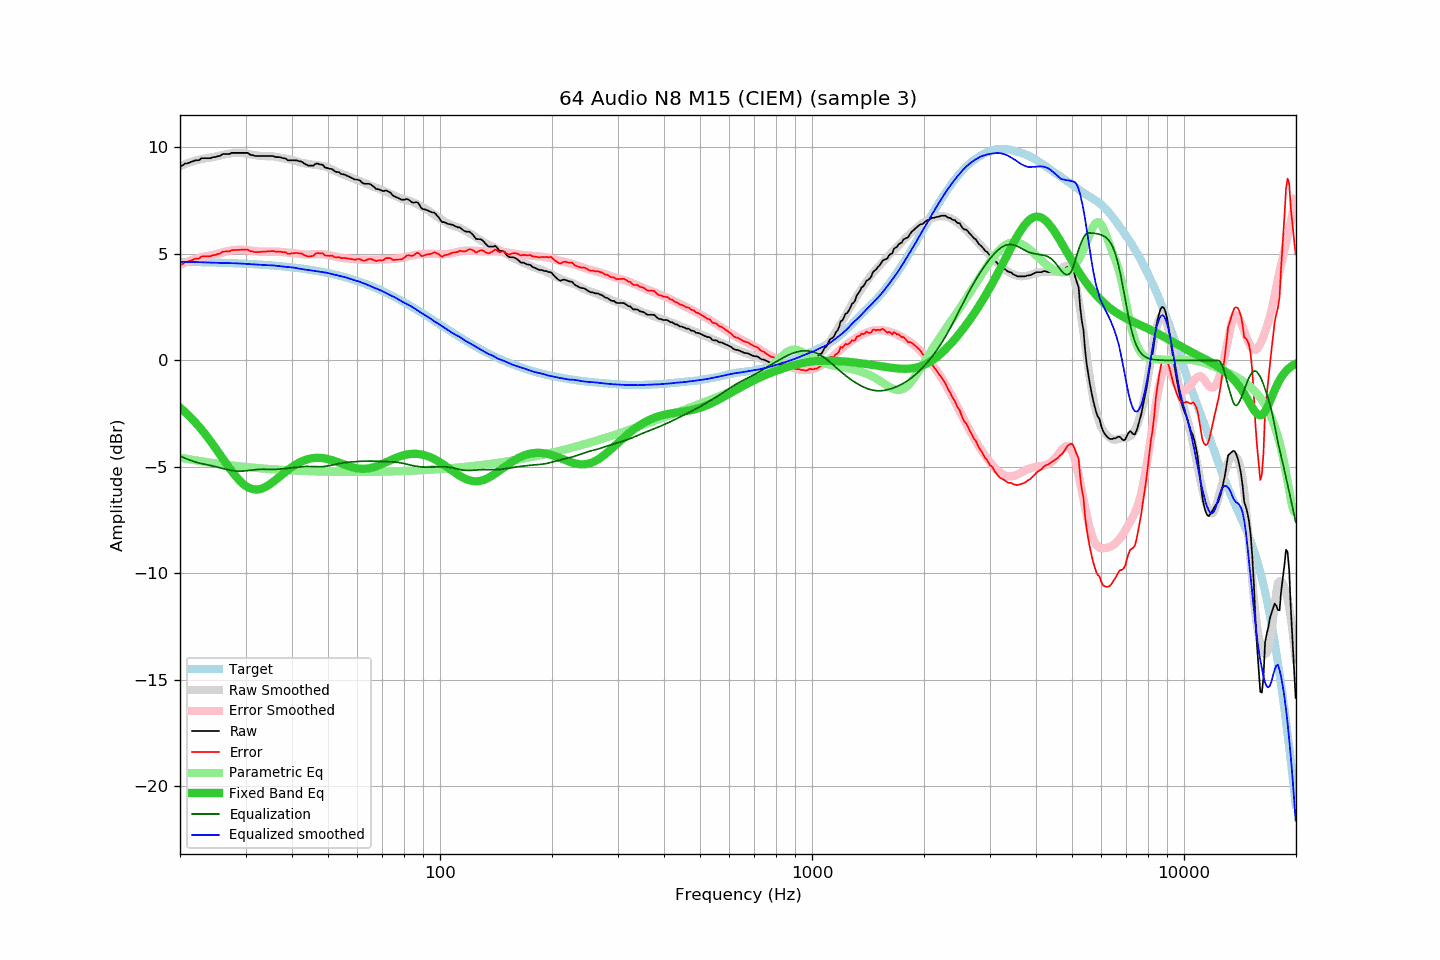 64 Audio N8 M15 (CIEM) (sample 3)
10
5
0
−5
−10
−15
−20
Amplitude (dBr)
Target
Raw Smoothed
Error Smoothed
Raw
Error
Parametric Eq
Fixed Band Eq
Equalization
Equalized smoothed
100
1000
10000
Frequency (Hz)